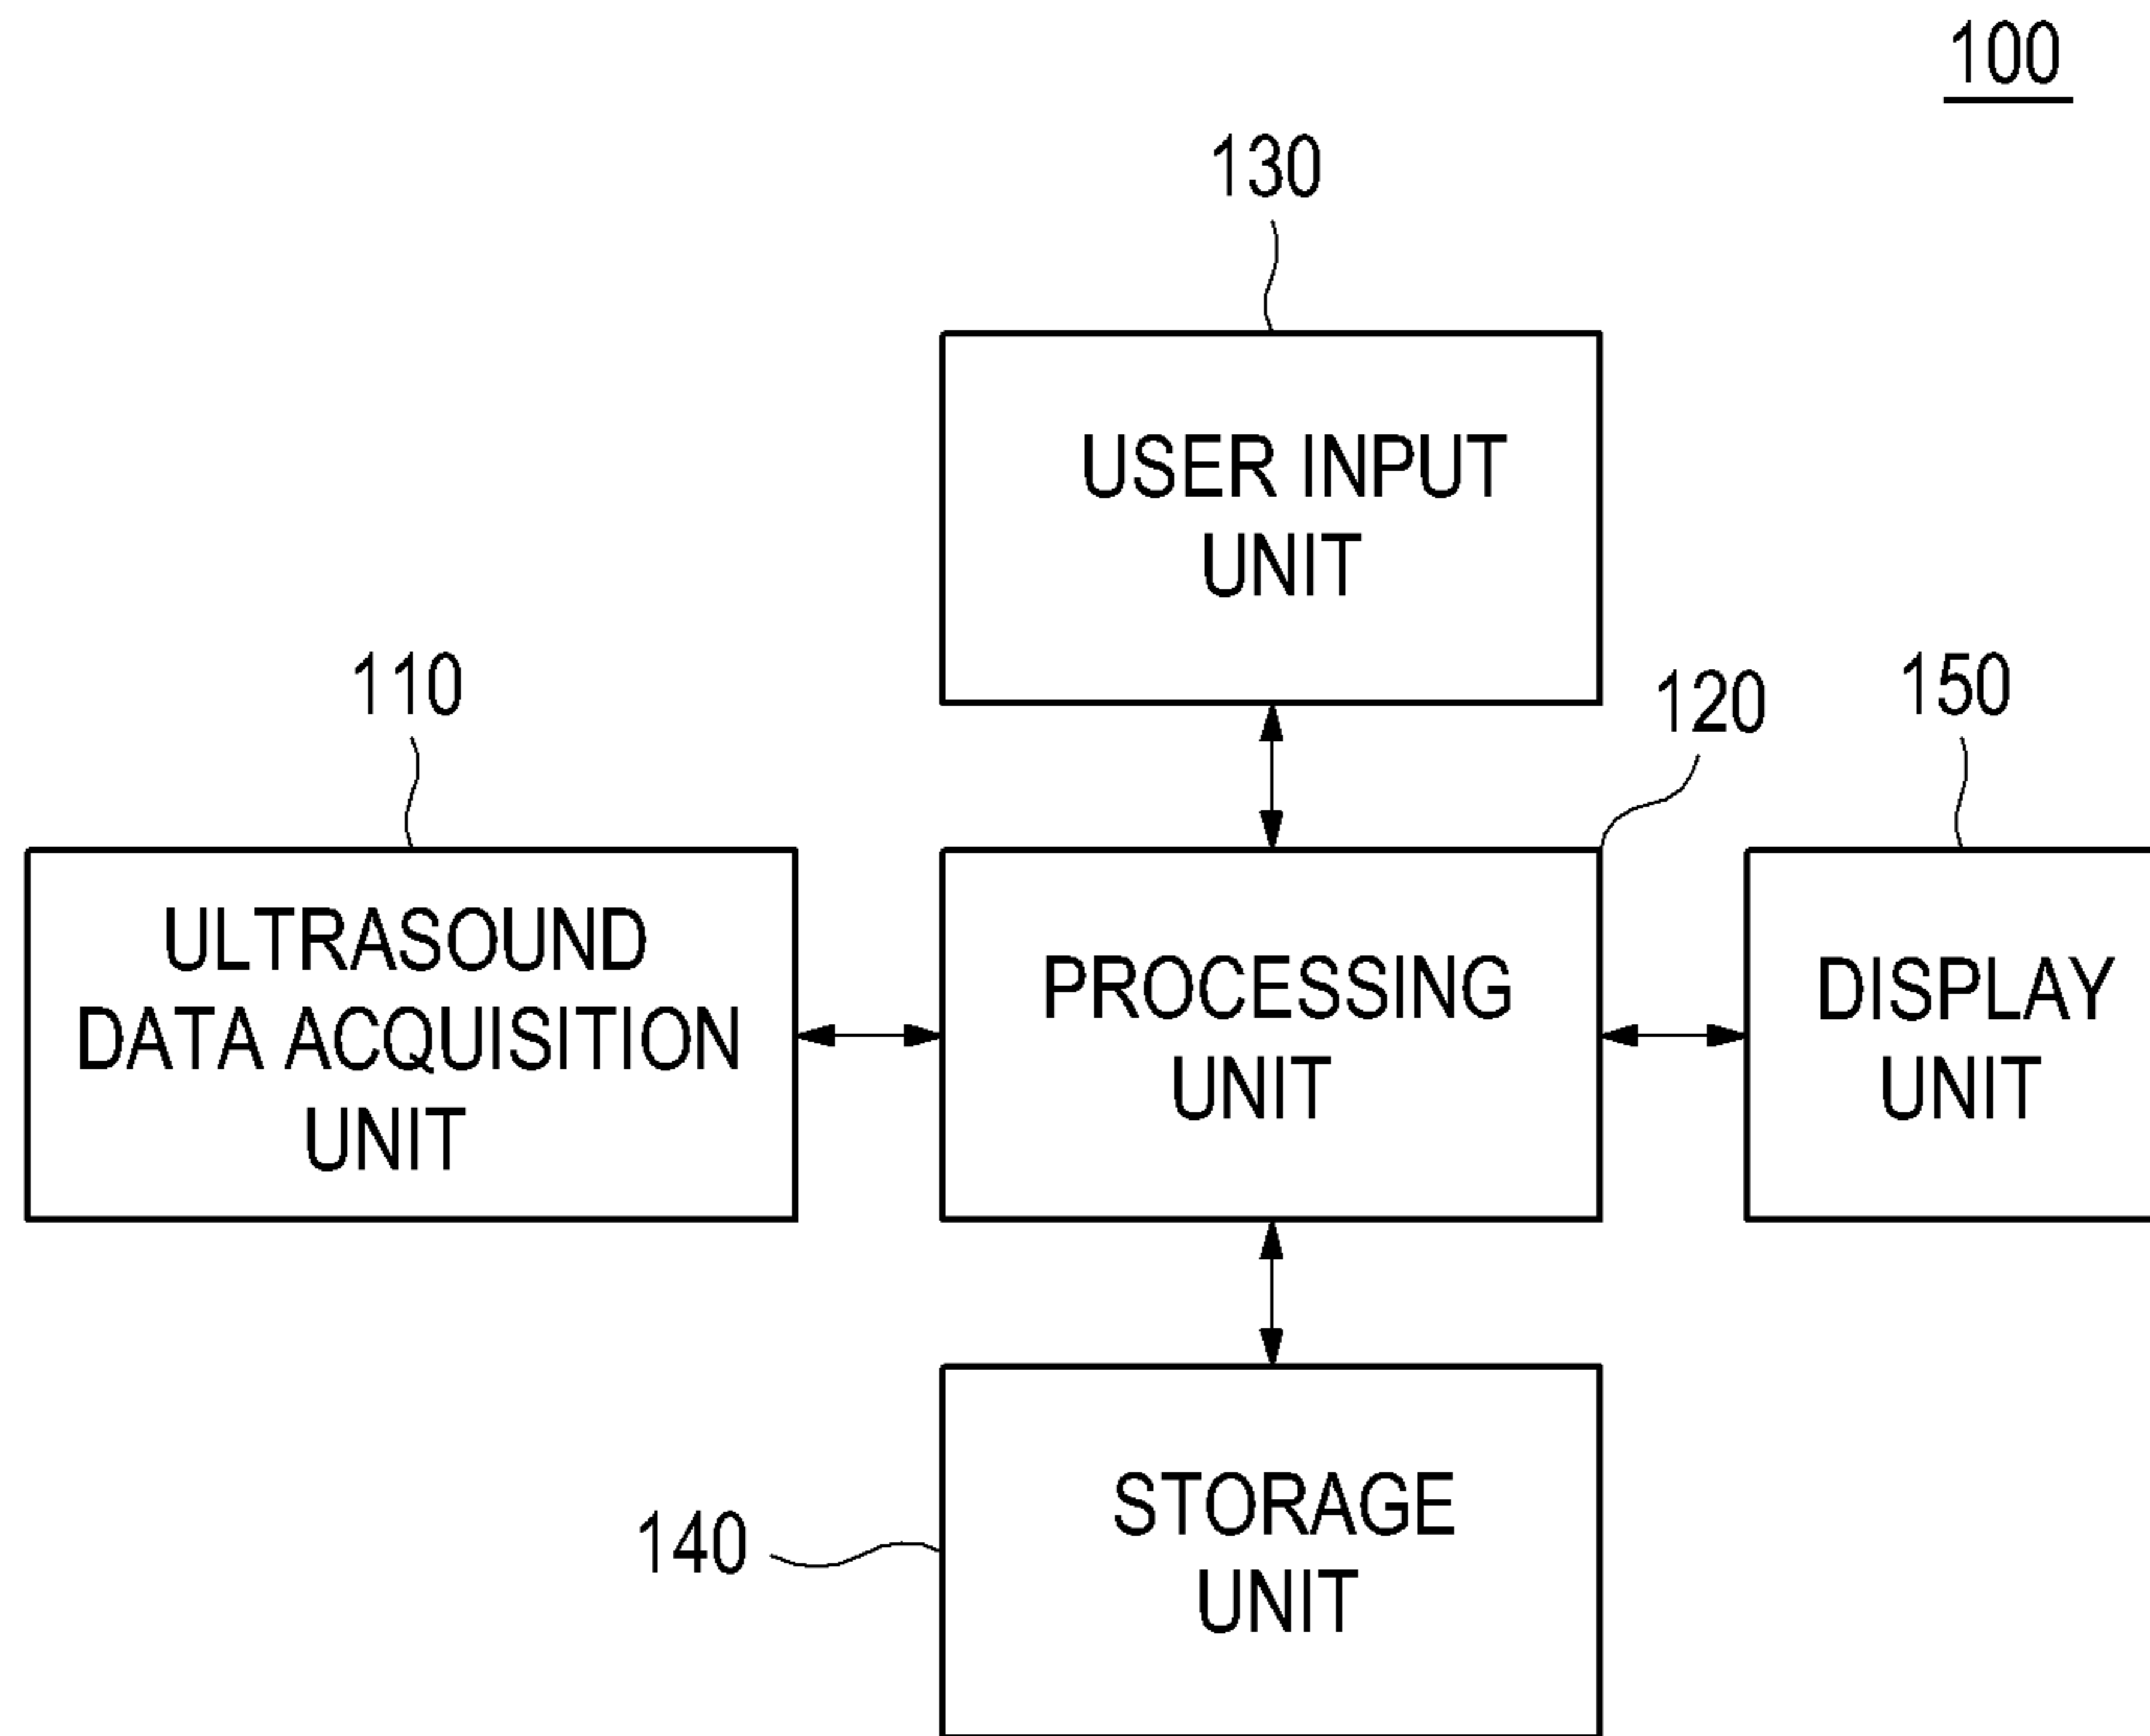 100
130
USER INPUT
UNIT
110
120
150
ULTRASOUND
DATA ACQUISITION
UNIT
PROCESSING
UNIT
DISPLAY
UNIT
140
STORAGE
UNIT